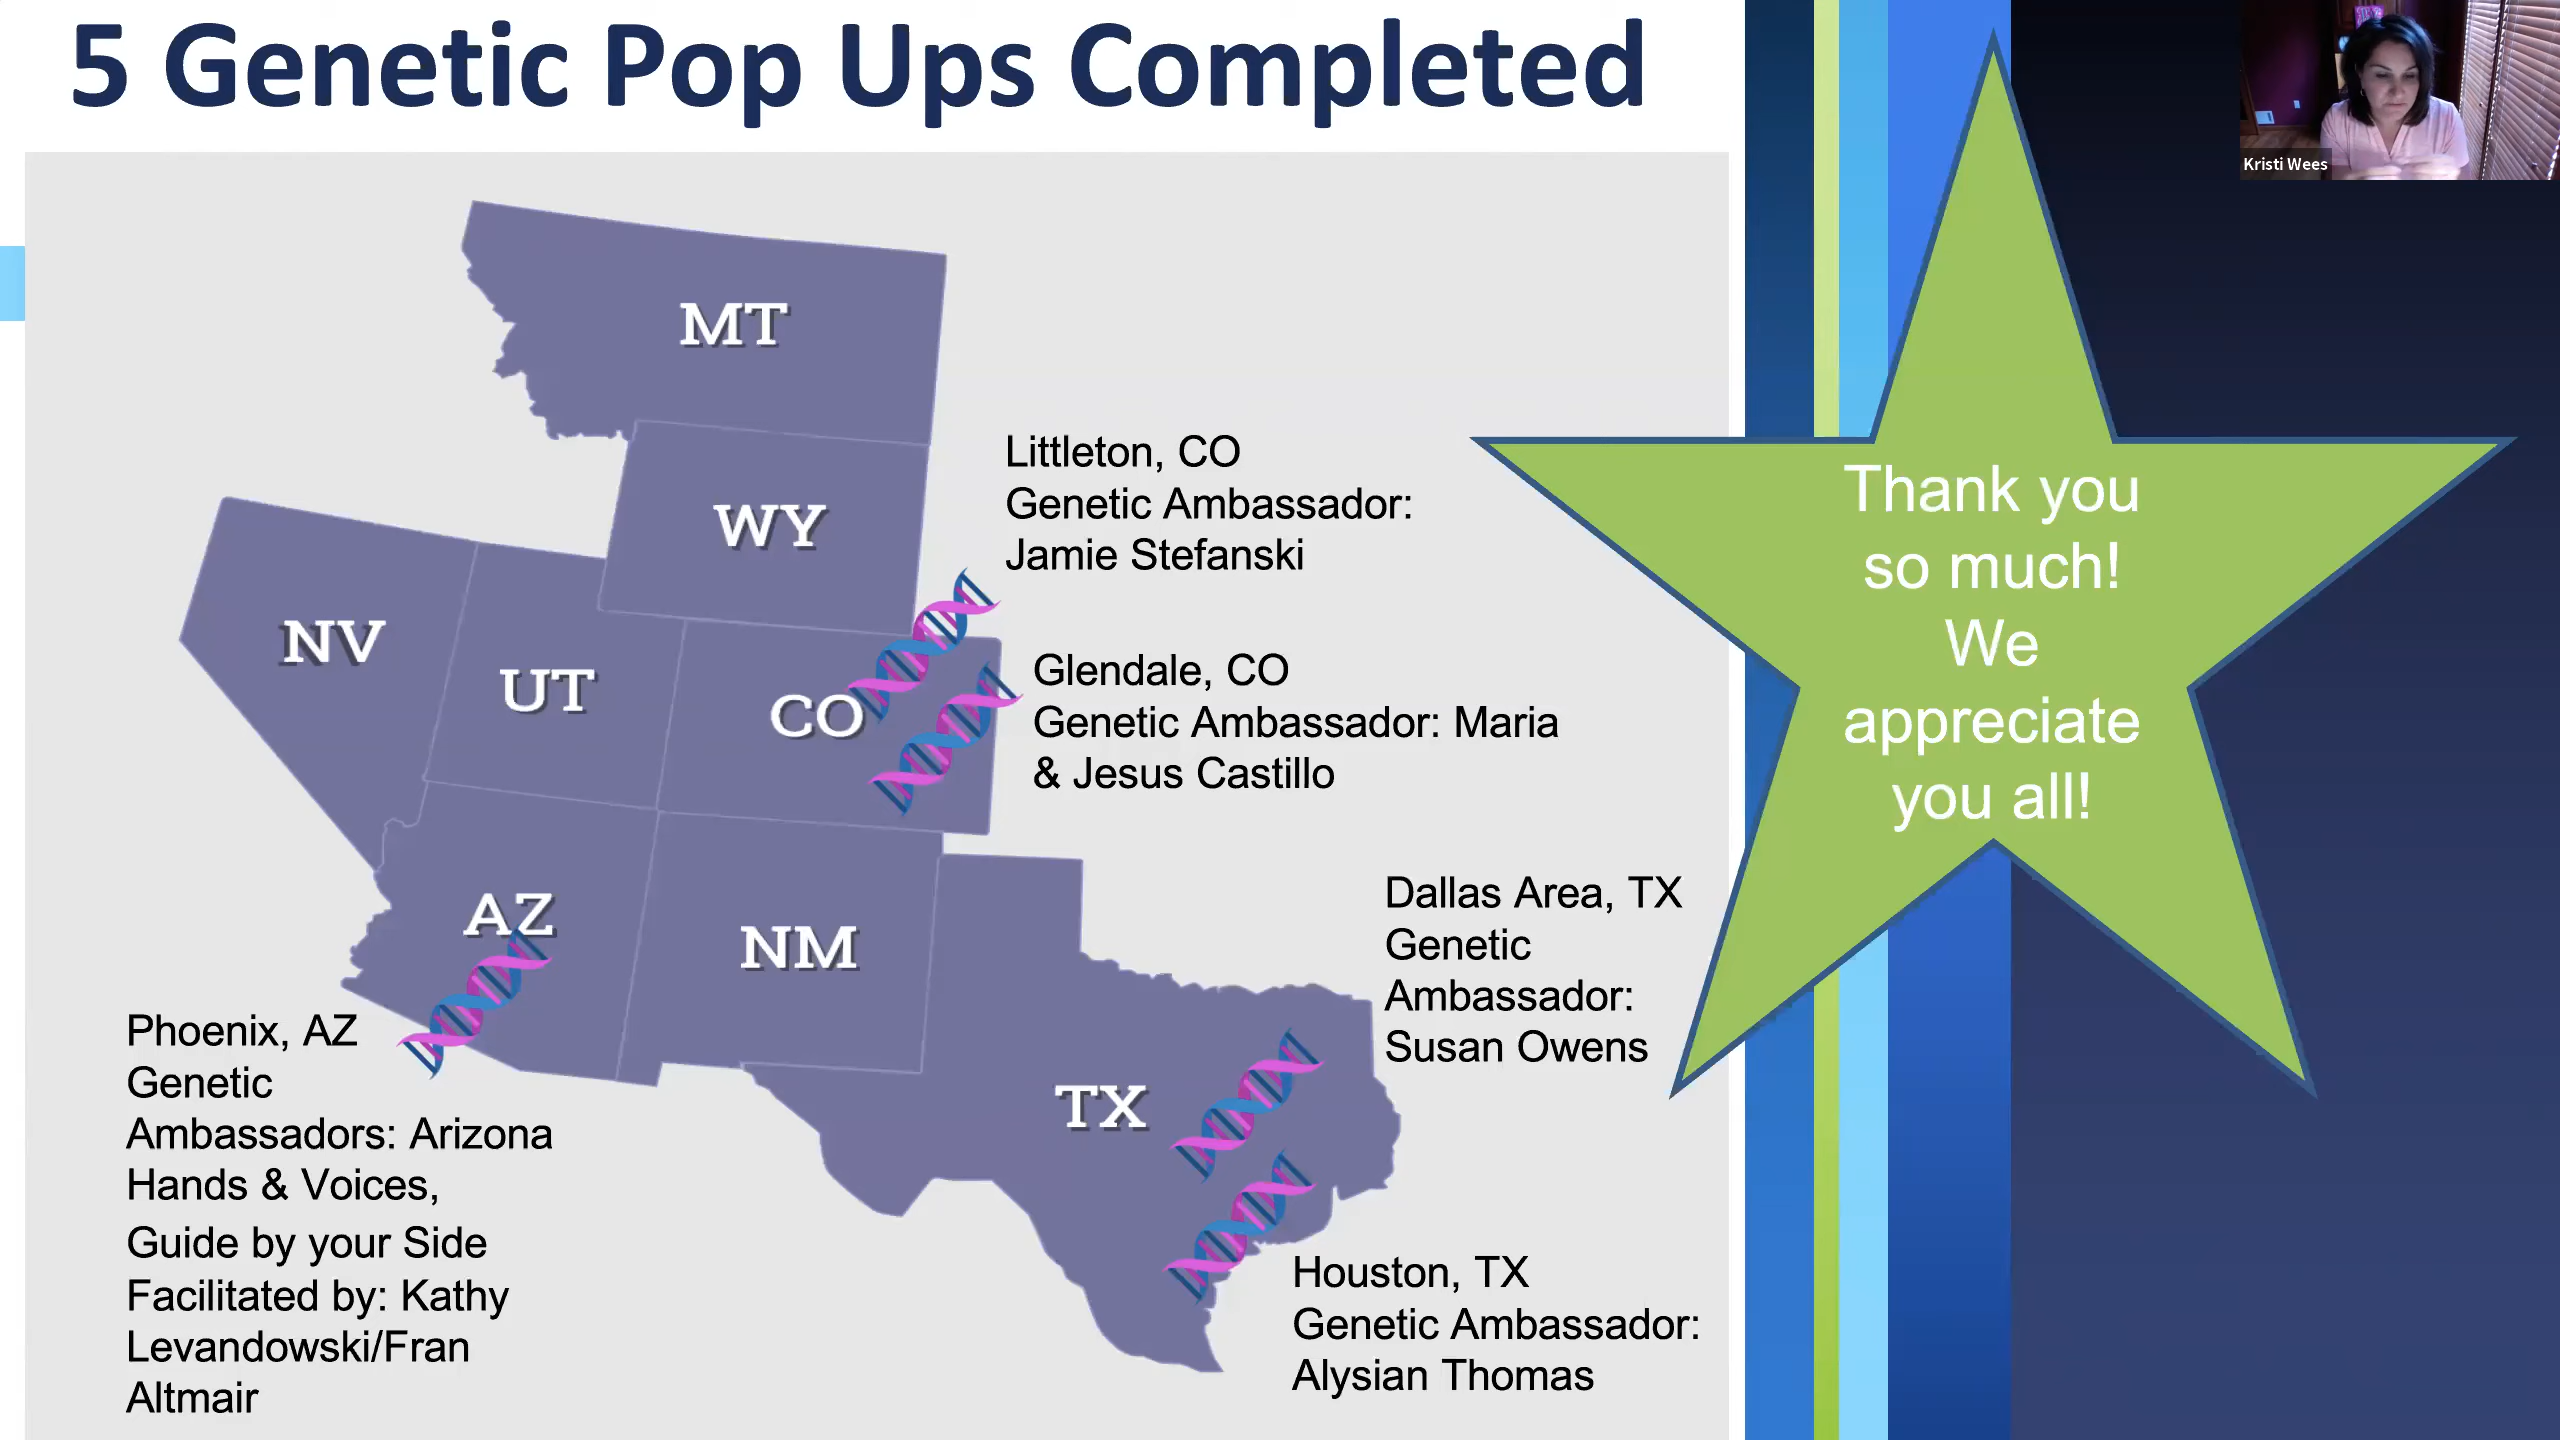 5 Genetic Pop Ups Completed
Kristi Wees
MT
WY
NV
UT
CO
AZ
NM
TX
Littleton, CO
Genetic Ambassador:
Jamie Stefanski
Glendale, CO
Genetic Ambassador: Maria
& Jesus Castillo
Dallas Area, TX
Genetic
Ambassador:
Susan Owens
Phoenix, AZ
Genetic
Ambassadors: Arizona
Hands & Voices,
Guide by your Side
Facilitated by: Kathy
Levandowski/Fran
Altmair
Houston, TX
Genetic Ambassador:
Alysian Thomas
Thank you
so much!
We
appreciate
you all!